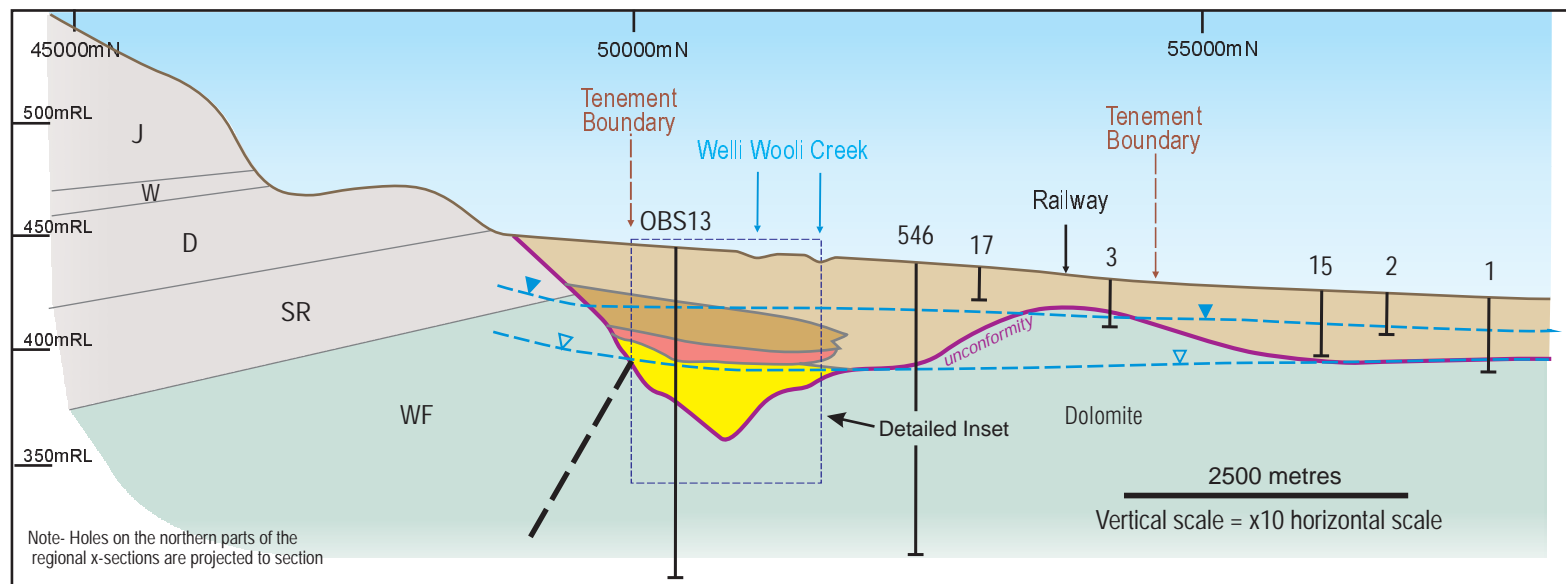 45000mN
50000mN
55000mN
500mRL
450mRL
400mRL
350mRL
J
W
D
SR
WF
Tenement
Boundary
Welli Wooli Creek
OBS13
546
17
Railway
3
Tenement
Boundary
15
2
1
unconformity
Dolomite
Detailed Inset
2500 metres
Vertical scale = x10 horizontal scale
Note- Holes on the northern parts of the
regional x-sections are projected to section